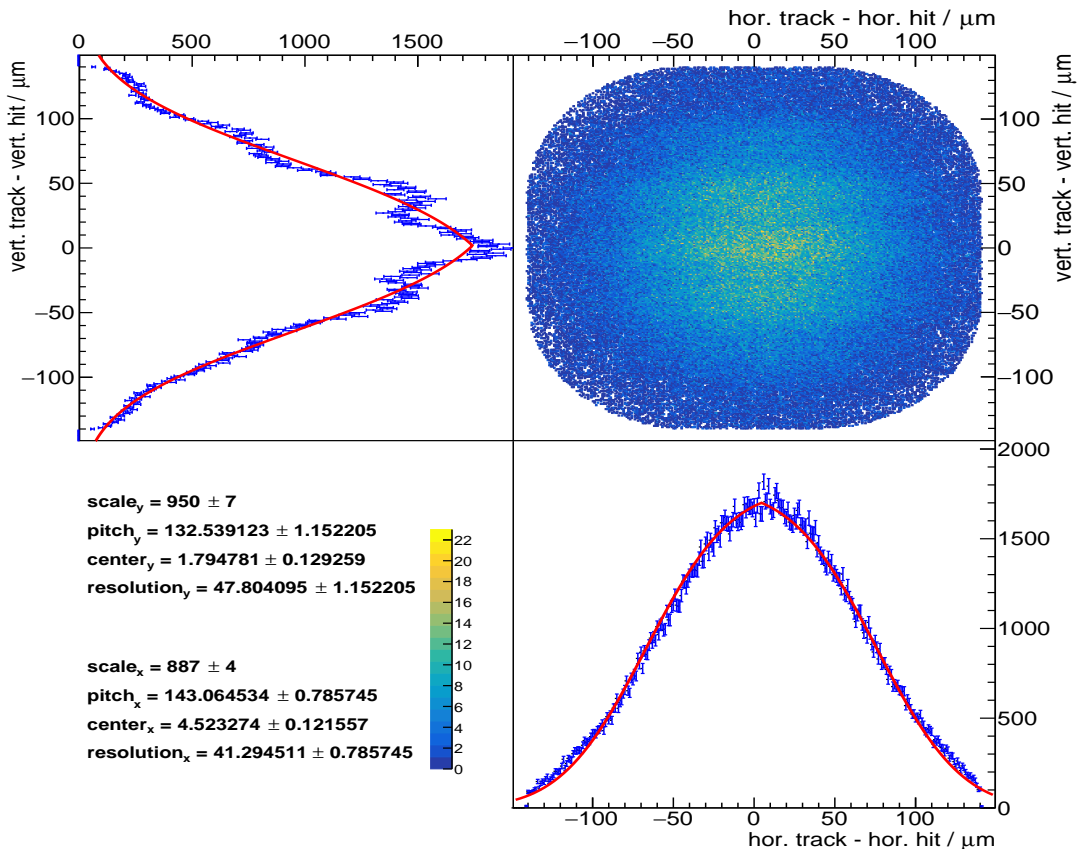 hor. track - hor. hit / μm
0 500 1000 1500
−100 −50 0 50 100
vert. track - vert. hit / μm
100
50
0
−50
−100
vert. track - vert. hit / μm
100
50
0
−50
−100
scale_y = 950 ± 7
pitch_y = 132.539123 ± 1.152205
center_y = 1.794781 ± 0.129259
resolution_y = 47.804095 ± 1.152205
scale_x = 887 ± 4
pitch_x = 143.064534 ± 0.785745
center_x = 4.523274 ± 0.121557
resolution_x = 41.294511 ± 0.785745
22
20
18
16
14
12
10
8
6
4
2
0
2000
1500
1000
500
0
−100 −50 0 50 100
hor. track - hor. hit / μm